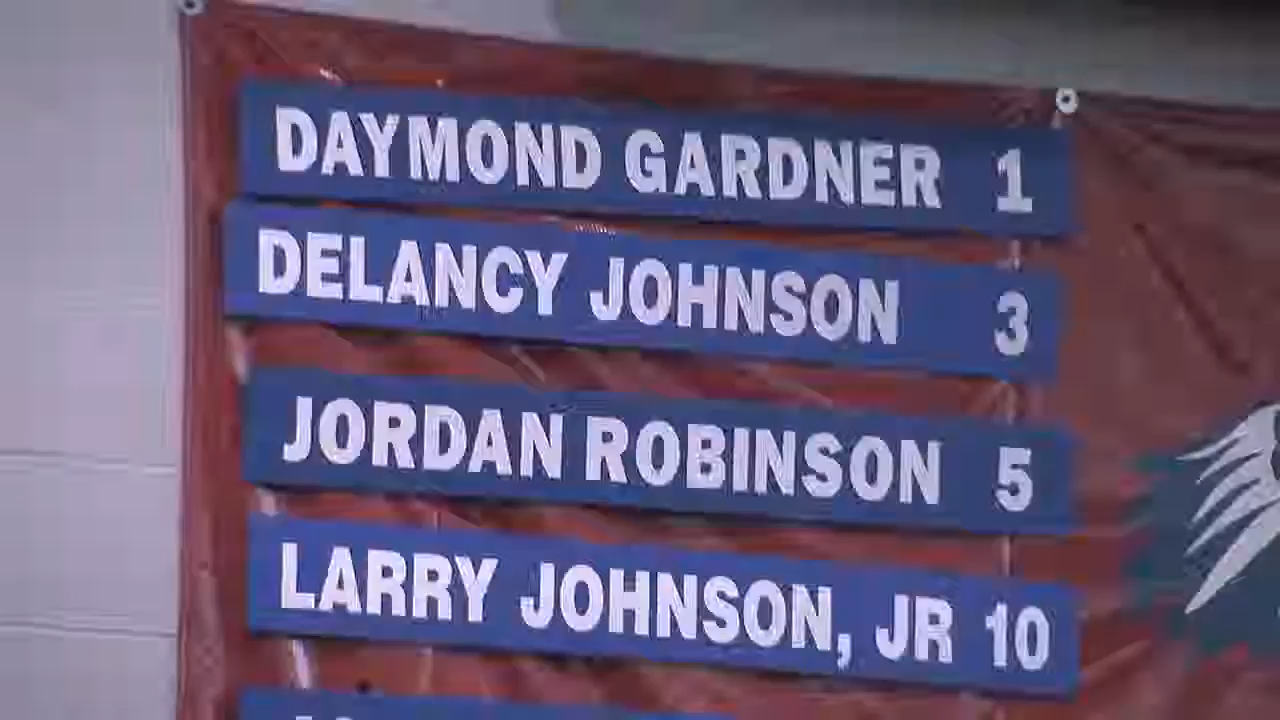 DAYMOND GARDNER 1
DELANCY JOHNSON 3
JORDAN ROBINSON 5
LARRY JOHNSON, JR 10